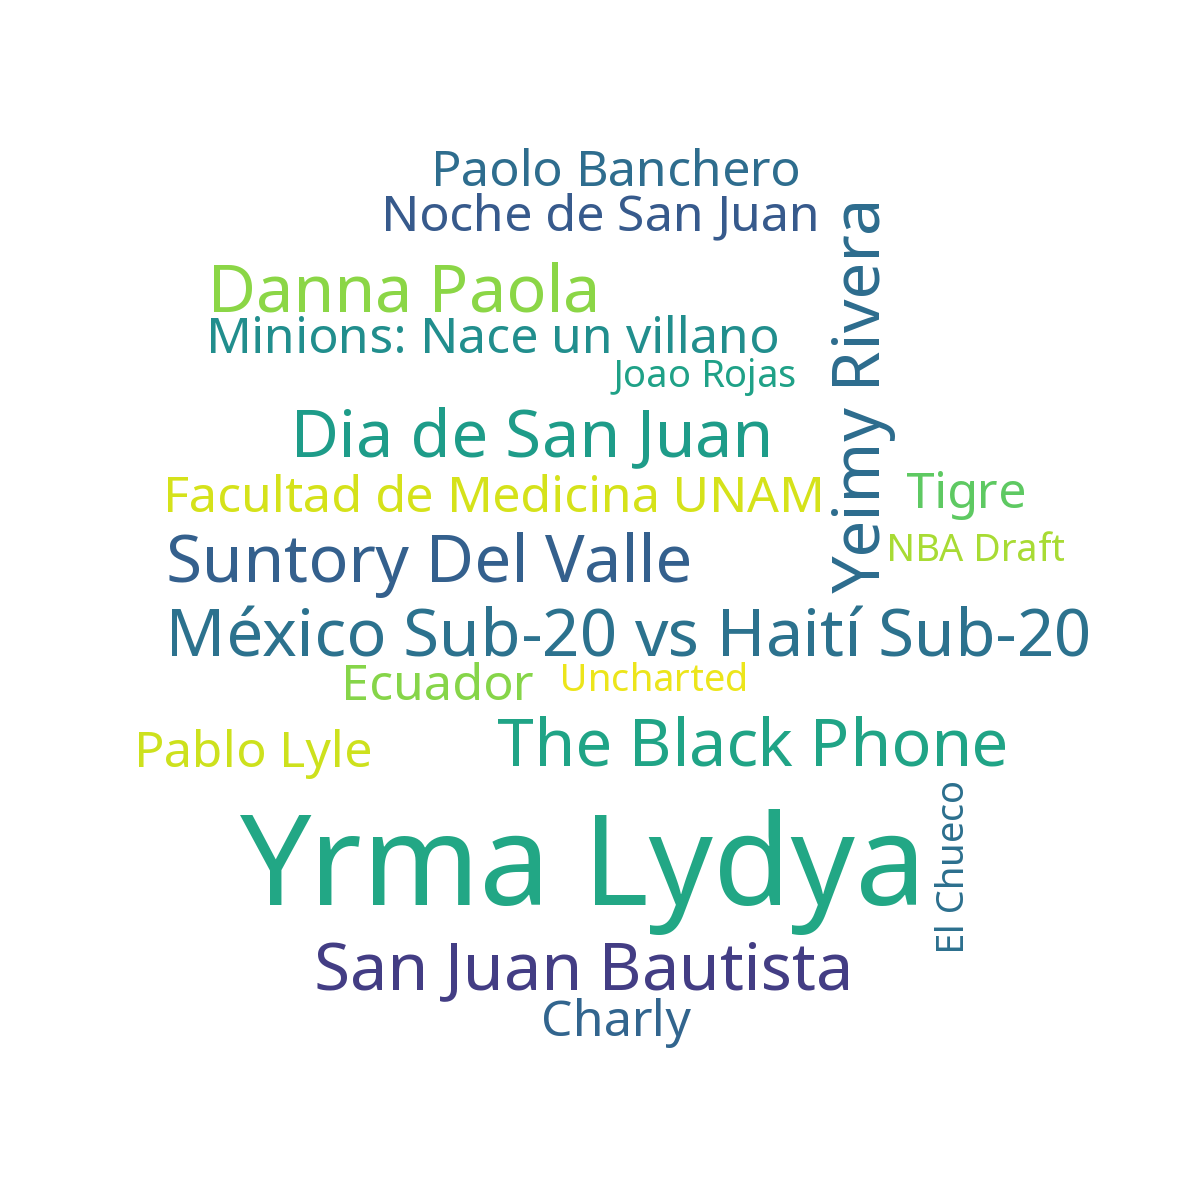 Paolo Banchero
Noche de San Juan
Yeimy Rivera
Danna Paola
Minions: Nace un villano
Joao Rojas
Dia de San Juan
Facultad de Medicina UNAM
Tigre
Suntory Del Valle
NBA Draft
México Sub-20 vs Haití Sub-20
Ecuador
Uncharted
The Black Phone
Pablo Lyle
Yrma Lydya
El Chueco
San Juan Bautista
Charly